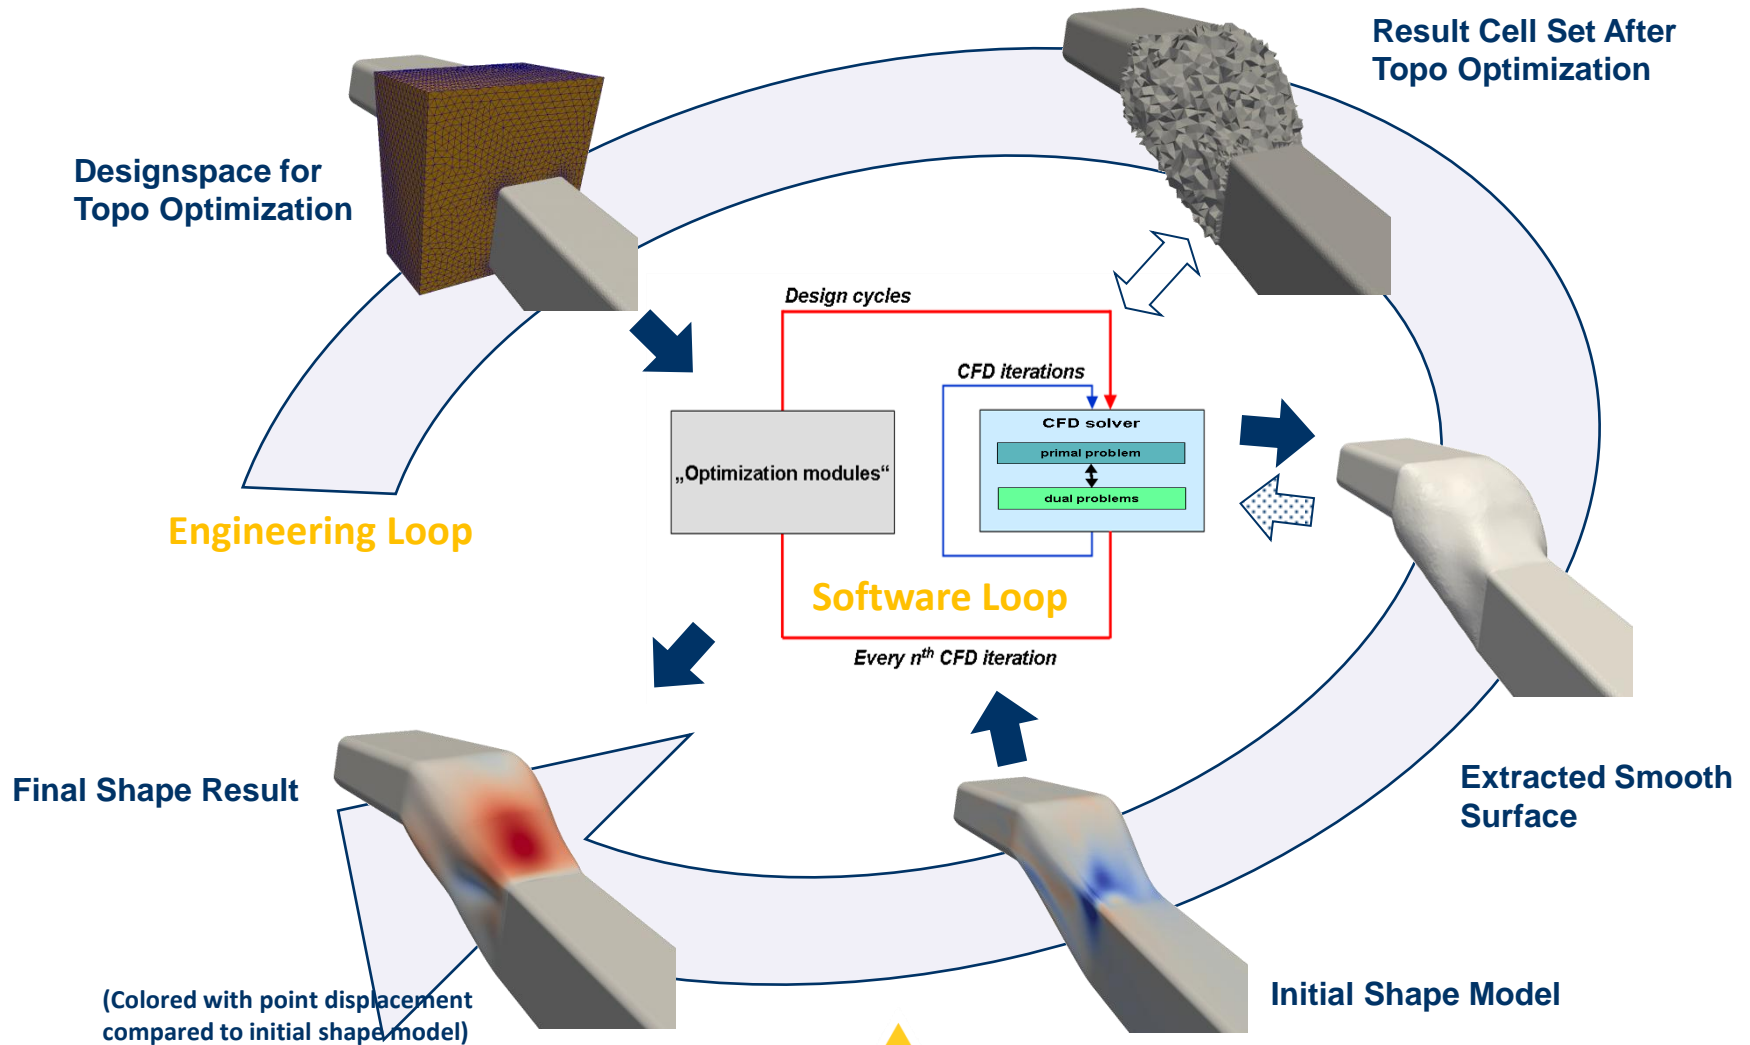 Result Cell Set After
Topo Optimization
Designspace for
Topo Optimization
Design cycles
CFD iterations
CFD solver
primal problem
dual problems
„Optimization modules“
Engineering Loop
Software Loop
Every nth CFD iteration
Final Shape Result
Extracted Smooth
Surface
Initial Shape Model
(Colored with point displacement
compared to initial shape model)